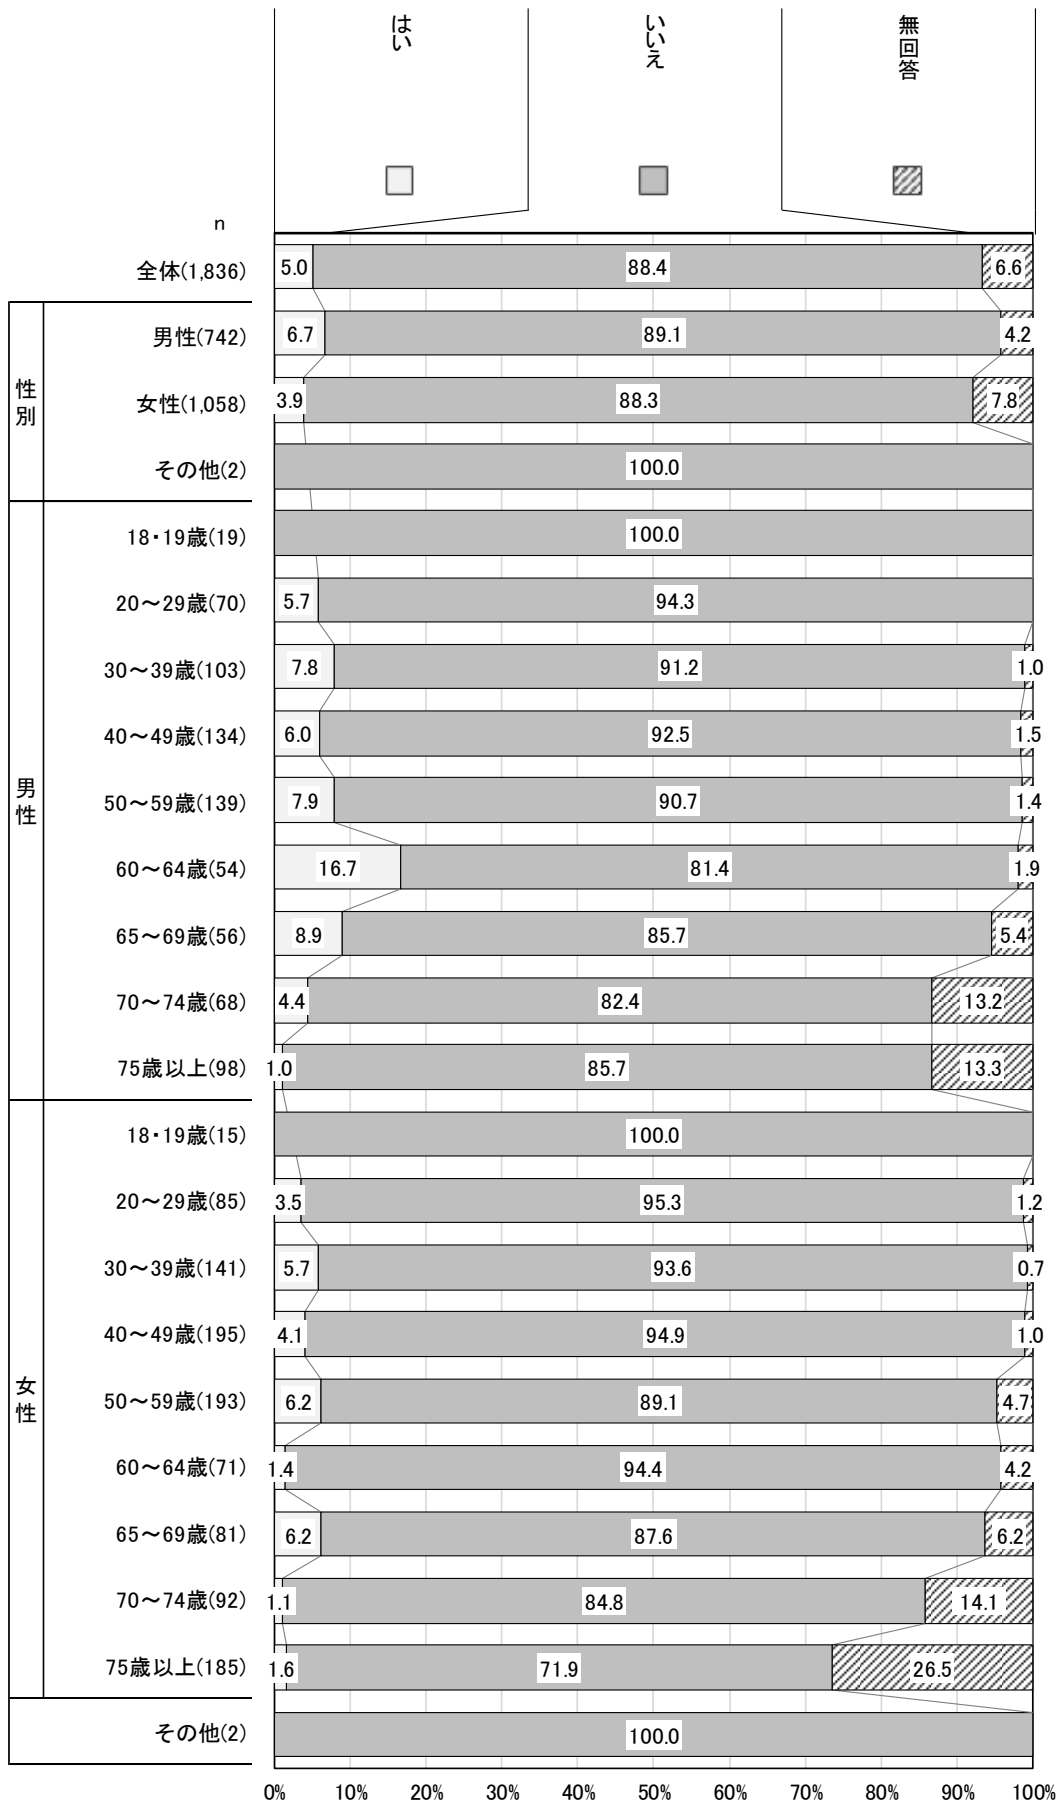 はい
いいえ
無回答
n
全体(1,836) 5.0 88.4 6.6
性別
男性(742) 6.7 89.1 4.2
女性(1,058) 3.9 88.3 7.8
その他(2) 100.0
男性
18・19歳(19) 100.0
20～29歳(70) 5.7 94.3
30～39歳(103) 7.8 91.2 1.0
40～49歳(134) 6.0 92.5 1.5
50～59歳(139) 7.9 90.7 1.4
60～64歳(54) 16.7 81.4 1.9
65～69歳(56) 8.9 85.7 5.4
70～74歳(68) 4.4 82.4 13.2
75歳以上(98) 1.0 85.7 13.3
女性
18・19歳(15) 100.0
20～29歳(85) 3.5 95.3 1.2
30～39歳(141) 5.7 93.6 0.7
40～49歳(195) 4.1 94.9 1.0
50～59歳(193) 6.2 89.1 4.7
60～64歳(71) 1.4 94.4 4.2
65～69歳(81) 6.2 87.6 6.2
70～74歳(92) 1.1 84.8 14.1
75歳以上(185) 1.6 71.9 26.5
その他(2) 100.0
0% 10% 20% 30% 40% 50% 60% 70% 80% 90% 100%